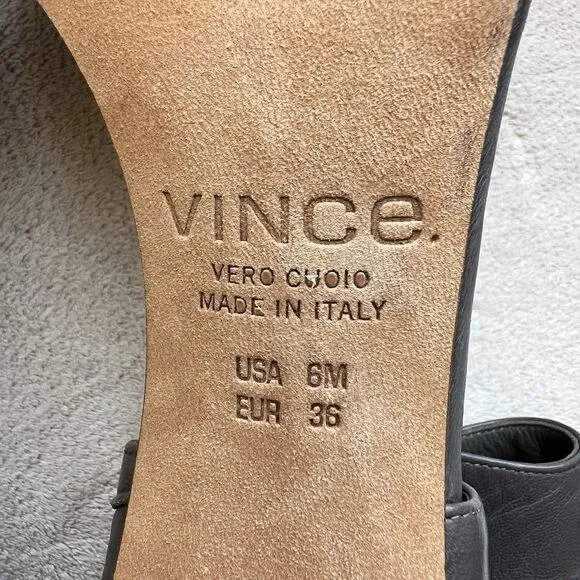 VINCe.
VERO CUOIO
MADE IN ITALY
USA 6M
EUR 36